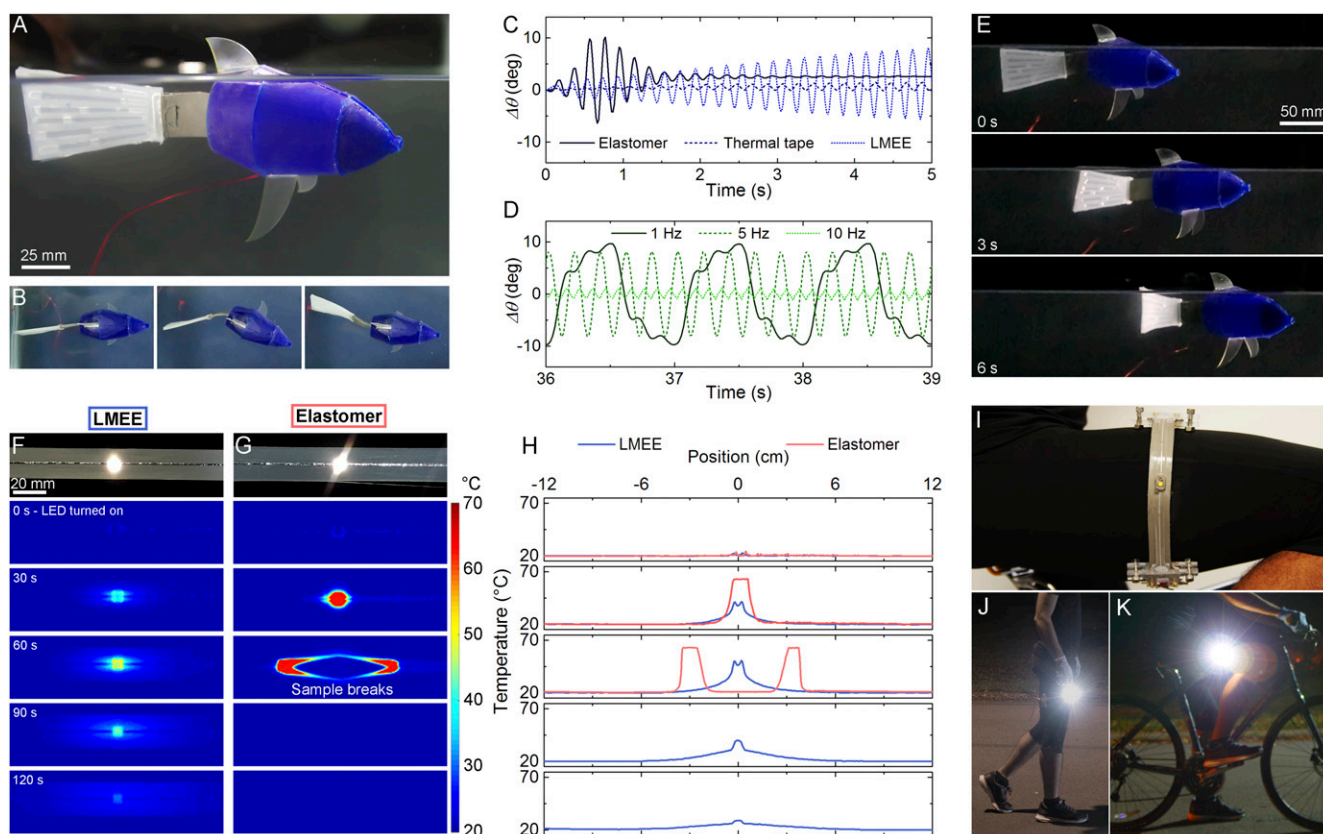 A
25 mm
B
C
Δθ (deg)
10
0
-10
Elastomer
Thermal tape
LMEE
0
1
2
3
4
5
Time (s)
D
Δθ (deg)
1 Hz
5 Hz
10 Hz
10
0
-10
36
37
38
39
Time (s)
E
0 s
50 mm
3 s
6 s
LMEE
Elastomer
F
20 mm
G
°C
70
60
50
40
30
20
0 s - LED turned on
30 s
60 s
Sample breaks
90 s
120 s
H
LMEE
Elastomer
Position (cm)
-12
-6
0
6
12
Temperature (°C)
70
20
70
20
70
20
70
20
70
20
I
J
K